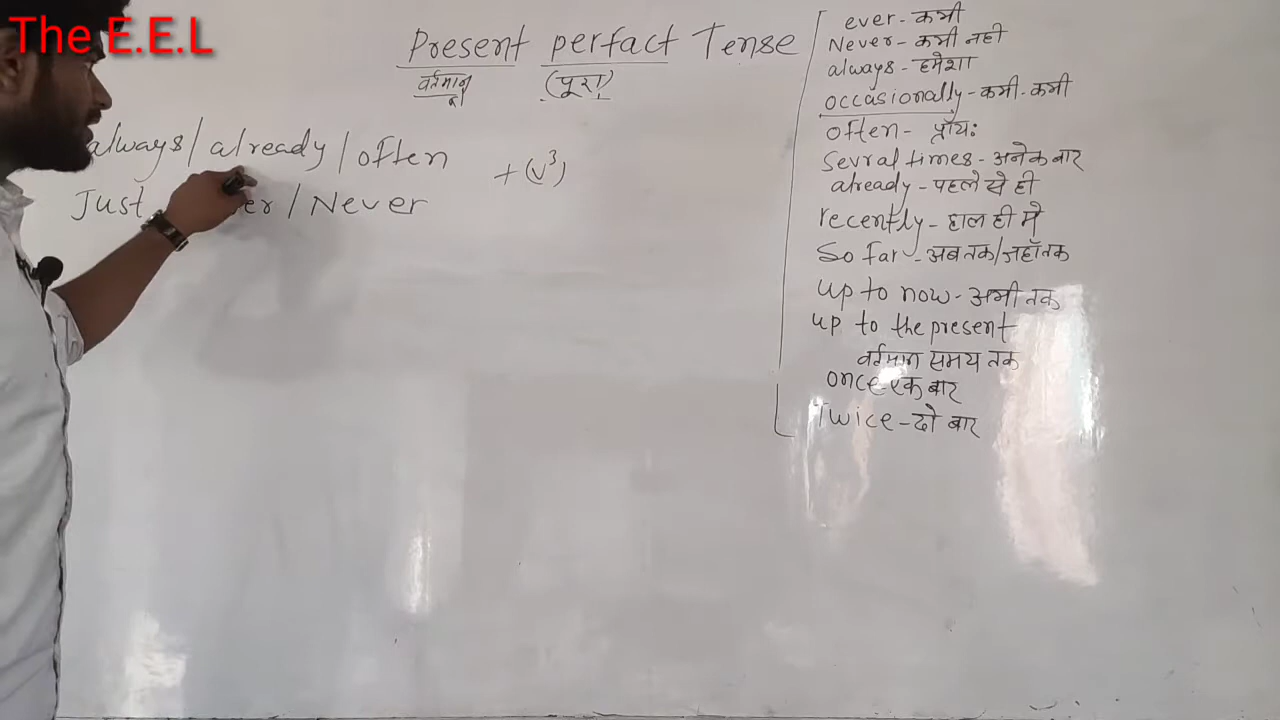 The E.E.L
Present perfact Tense
वर्तमान (पूरा)
always/already/often
+(v³)
Just /Never
ever-कभी
Never-कभी नही
always-हमेशा
occasionally-कभी-कभी
often-प्रॉय:
Sevral times-अनेक बार
already-पहले से ही
recently-हाल ही मे
So far-अब तक/जहाँ तक
up to now-अभी तक
up to the present
वर्तमान समय तक
once-एक बार
Twice-दो बार